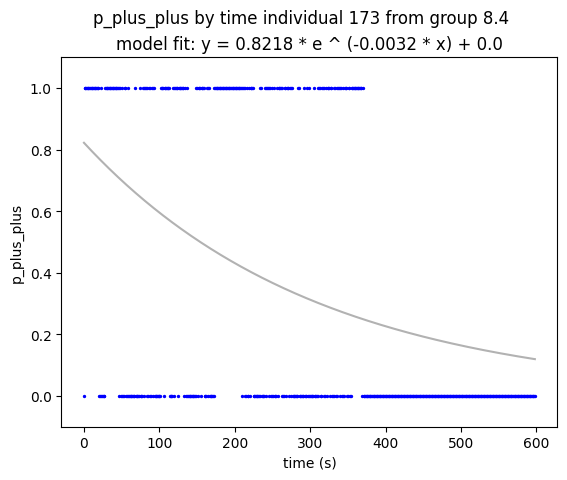 p_plus_plus by time individual 173 from group 8.4
model fit: y = 0.8218 * e ^ (-0.0032 * x) + 0.0
1.0
0.8
0.6
0.4
0.2
0.0
p_plus_plus
0 100 200 300 400 500 600
time (s)